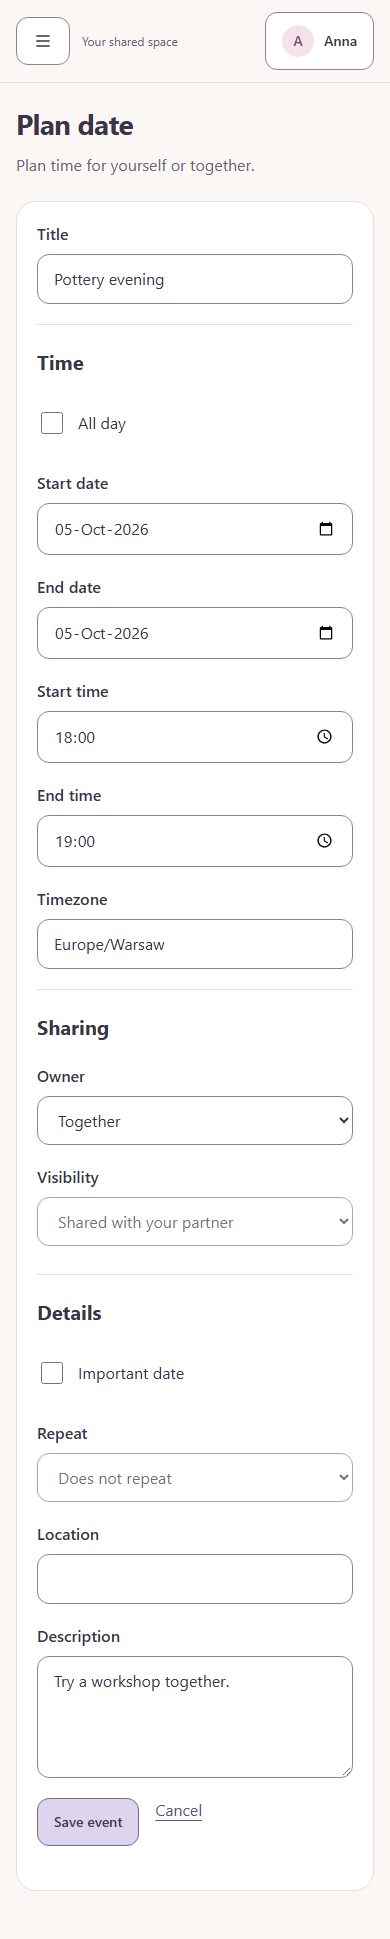 Your shared space
A
Anna
Plan date
Plan time for yourself or together.
Title
Pottery evening
Time
All day
Start date
05-Oct-2026
End date
05-Oct-2026
Start time
18:00
End time
19:00
Timezone
Europe/Warsaw
Sharing
Owner
Together
Visibility
Shared with your partner
Details
Important date
Repeat
Does not repeat
Location
Description
Try a workshop together.
Save event
Cancel